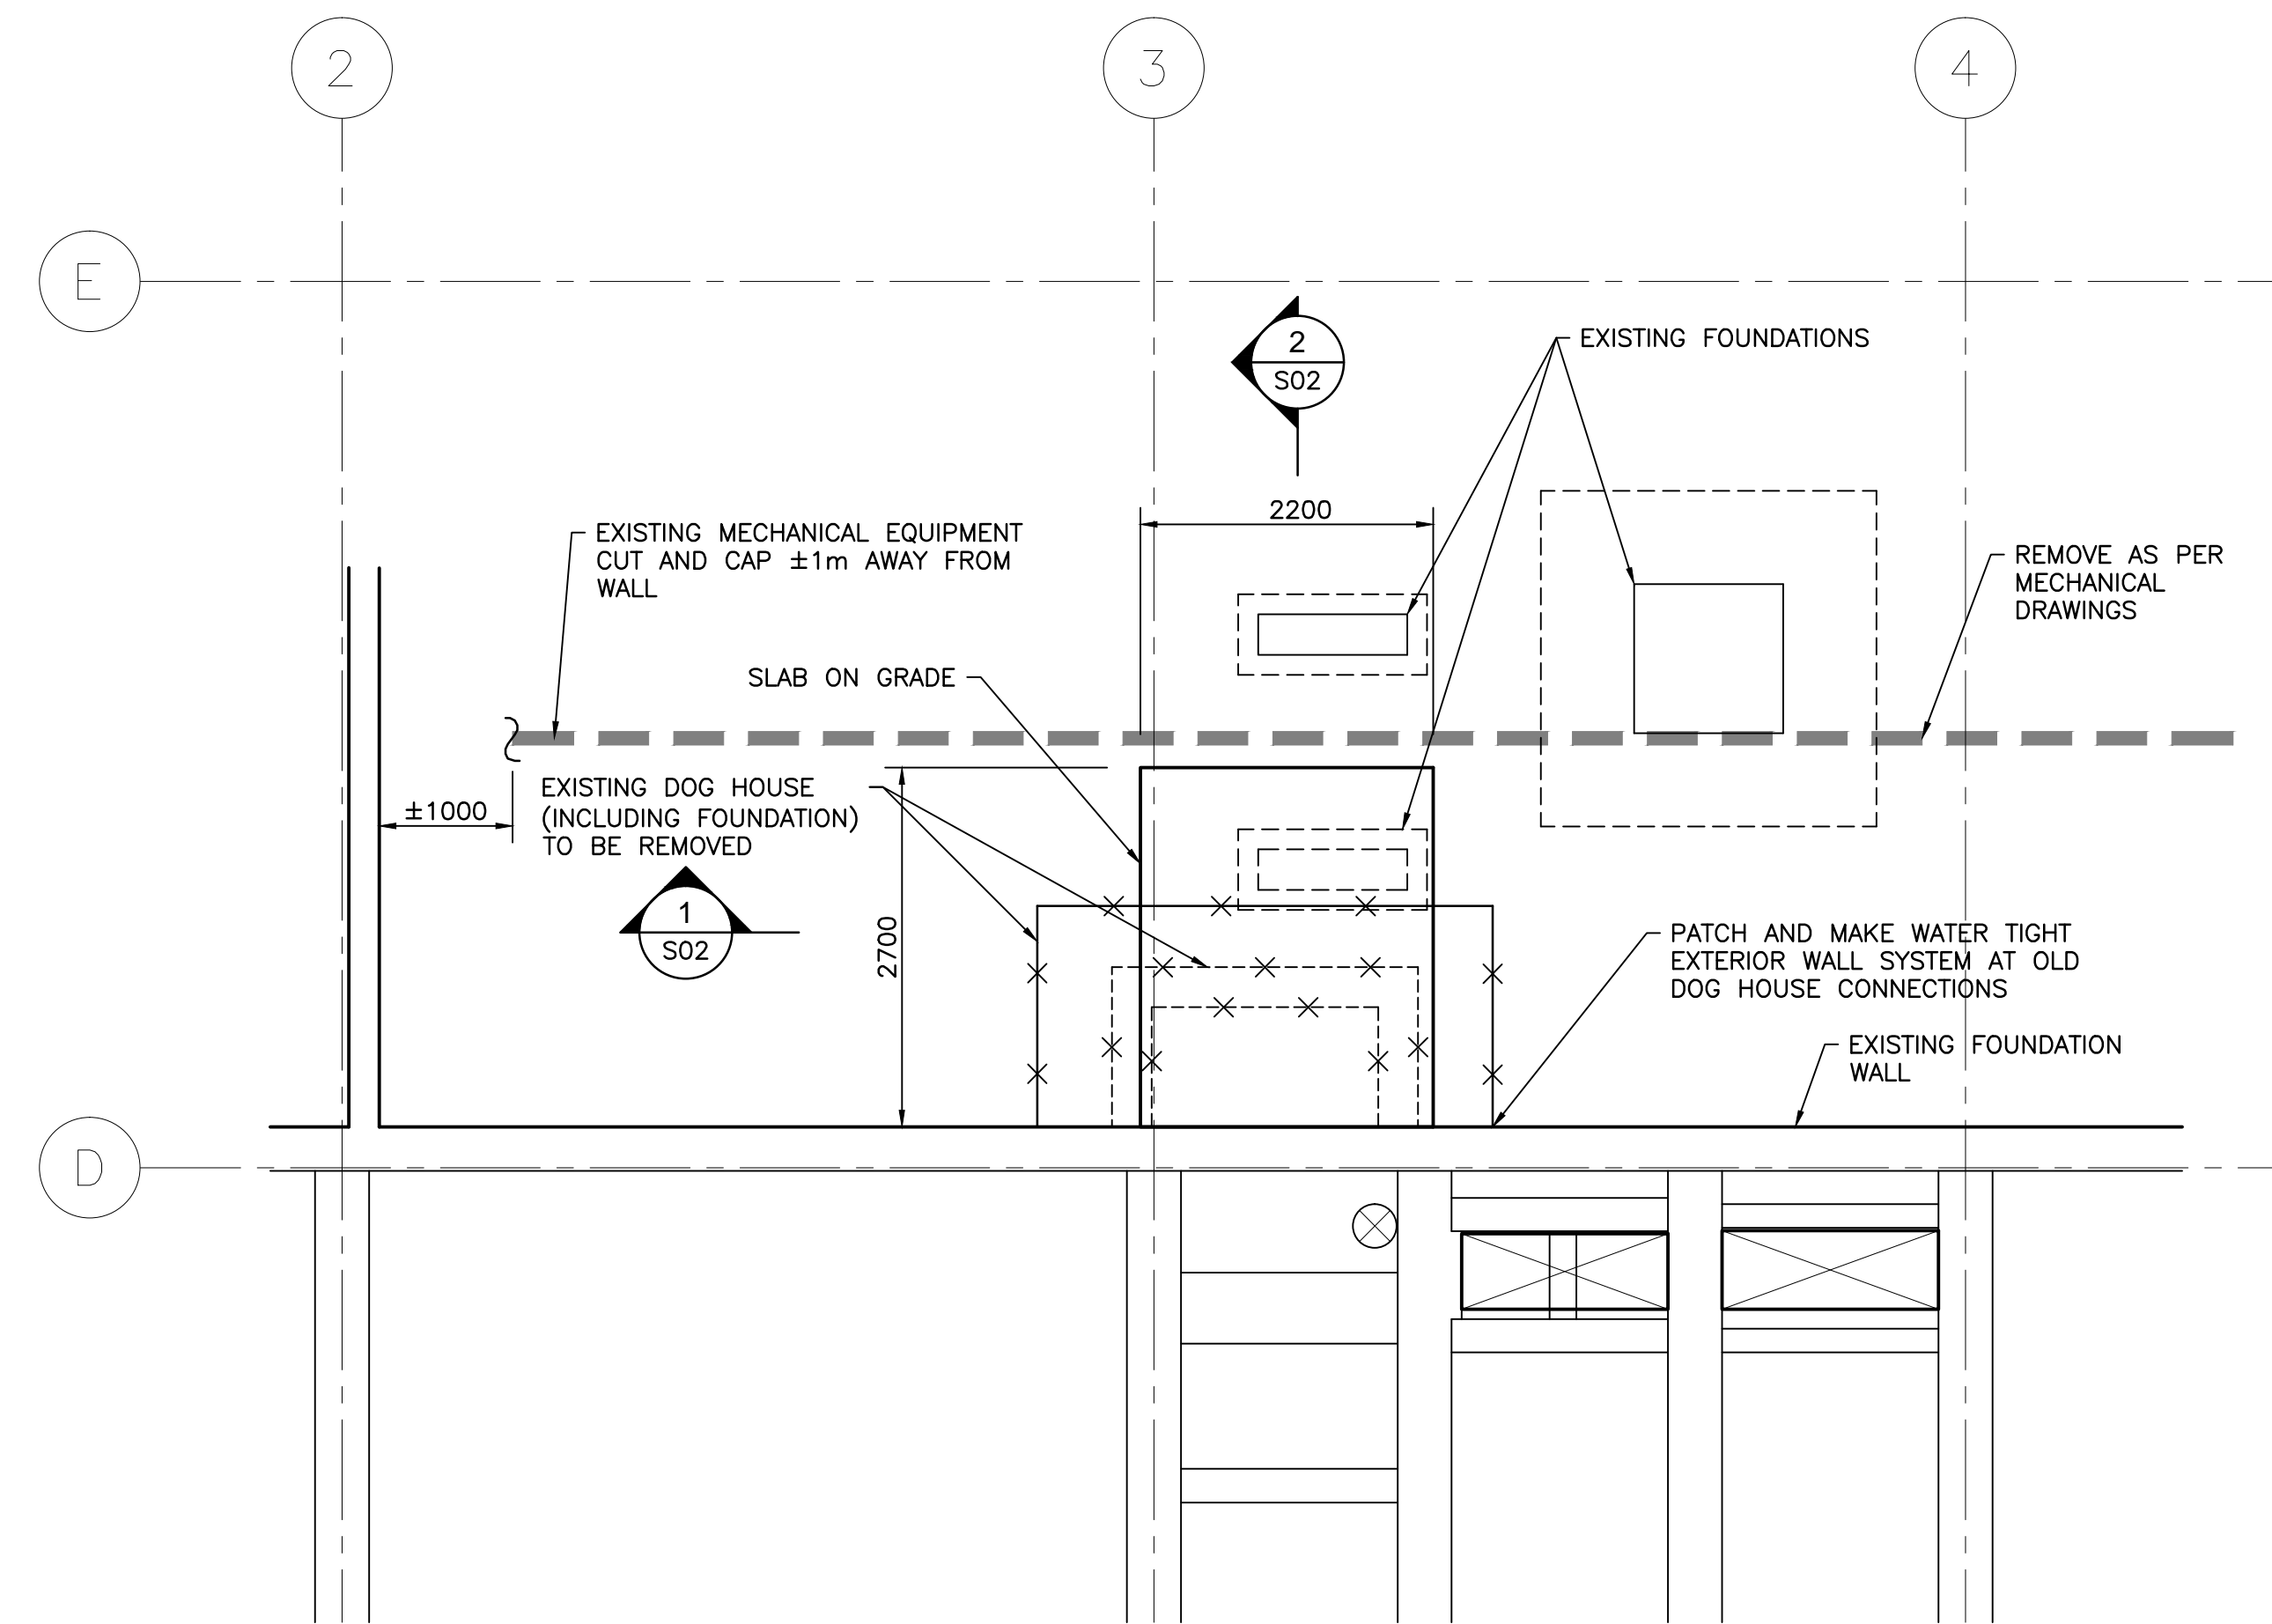 2
3
4
E
2
S02
EXISTING FOUNDATIONS
2200
EXISTING MECHANICAL EQUIPMENT
CUT AND CAP ±1m AWAY FROM
WALL
REMOVE AS PER
MECHANICAL
DRAWINGS
SLAB ON GRADE
±1000
EXISTING DOG HOUSE
(INCLUDING FOUNDATION)
TO BE REMOVED
1
S02
2700
PATCH AND MAKE WATER TIGHT
EXTERIOR WALL SYSTEM AT OLD
DOG HOUSE CONNECTIONS
EXISTING FOUNDATION
WALL
D